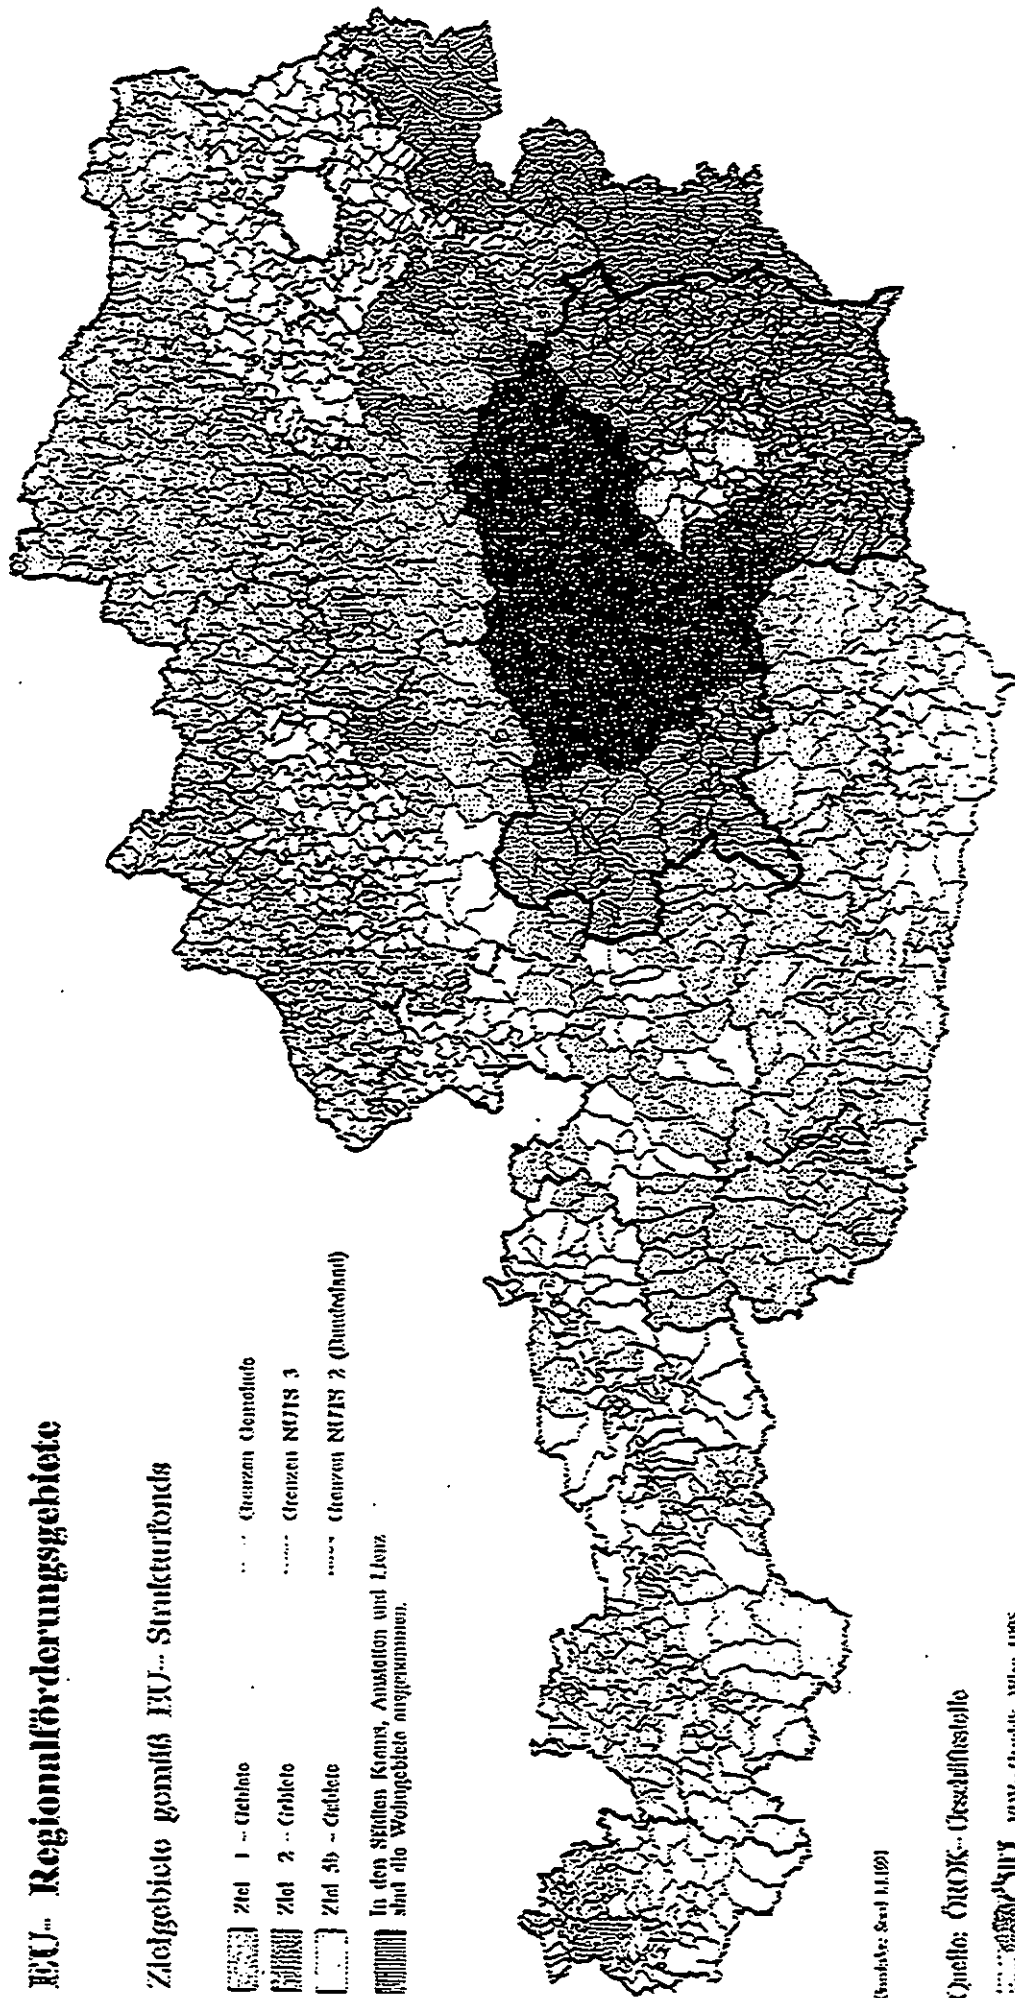 EU-- Regionalförderungsgebiete
Zielgebiete gemäß EU-- Strukturfonds
Ziel 1 -- Gebiete
Ziel 2 -- Gebiete
Ziel 5b -- Gebiete
In den Städten Krems, und Lienz
sind die Wohngebiete ausgenommen.
Grenzen Gemeinde
Grenzen NUTS 3
Grenzen NUTS 2 (Bundesland)
Quelle: ÖROK-- Geschäftsstelle